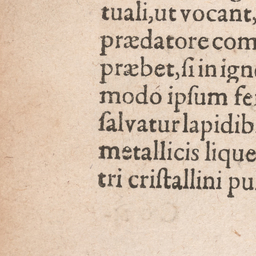 tuali,ut vocant,
prædatore com
præbet,ſi in igne
modó ipſum fe
ſalvatur lapidib
metallicis lique
tri criſtallini pu